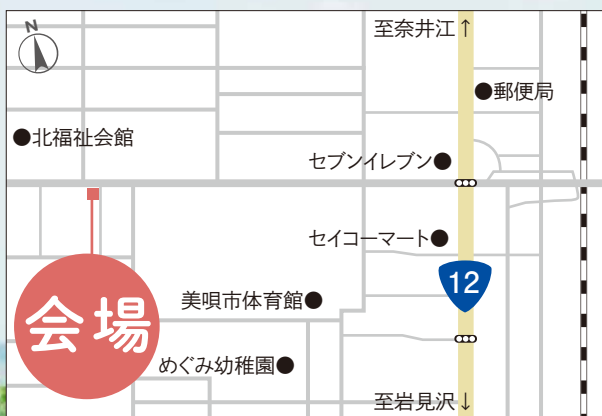 N
至奈井江↑
●郵便局
●北福祉会館
セブンイレブン●
セイコーマート●
12
美唄市体育館●
会場
めぐみ幼稚園●
至岩見沢↓